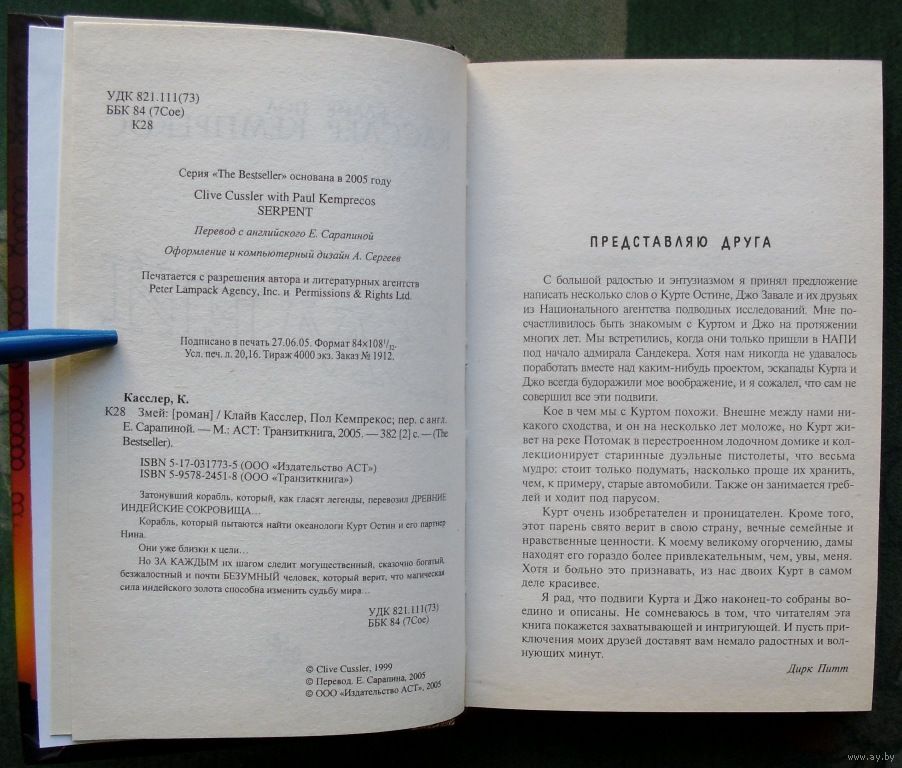 УДК 821.111(73)
ББК 84 (7Сое)
К28
Серия «The Bestseller» основана в 2005 году
Clive Cussler with Paul Kemprecos
SERPENT
Перевод с английского Е. Сарапиной
Оформление и компьютерный дизайн А. Сергеев
Печатается с разрешения автора и литературных агентств
Peter Lampack Agency, Inc. и Permissions & Rights Ltd.
Подписано в печать 27.06.05. Формат 84х108 1/32.
Усл. печ. л. 20,16. Тираж 4000 экз. Заказ № 1912.
Касслер, К.
К28 Змей: [роман] / Клайв Касслер, Пол Кемпрекос; пер. с англ.
Е. Сарапиной. — М.: АСТ: Транзиткнига, 2005. — 382 [2] с. — (The
Bestseller).
ISBN 5-17-031773-5 (ООО «Издательство АСТ»)
ISBN 5-9578-2451-8 (ООО «Транзиткнига»)
Затонувший корабль, который, как гласят легенды, перевозил ДРЕВНИЕ
ИНДЕЙСКИЕ СОКРОВИЩА...
Корабль, который пытаются найти океанологи Курт Остин и его партнер
Нина.
Они уже близки к цели...
Но ЗА КАЖДЫМ их шагом следит могущественный, сказочно богатый,
безжалостный и почти БЕЗУМНЫЙ человек, который верит, что магическая
сила индейского золота способна изменить судьбу мира...
УДК 821.111(73)
ББК 84 (7Сое)
© Clive Cussler, 1999
© Перевод. Е. Сарапина, 2005
© ООО «Издательство АСТ», 2005
ПРЕДСТАВЛЯЮ ДРУГА
С большой радостью и энтузиазмом я принял предложение
написать несколько слов о Курте Остине, Джо Завале и их друзьях
из Национального агентства подводных исследований. Мне по-
счастливилось быть знакомым с Куртом и Джо на протяжении
многих лет. Мы встретились, когда они только пришли в НАПИ
под начало адмирала Сандекера. Хотя нам никогда не удавалось
поработать вместе над каким-нибудь проектом, эскапады Курта и
Джо всегда будоражили мое воображение, и я сожалел, что сам не
совершил все эти подвиги.
Кое в чем мы с Куртом похожи. Внешне между нами ни-
какого сходства, и он на несколько лет моложе, но Курт жи-
вет на реке Потомак в перестроенном лодочном домике и кол-
лекционирует старинные дуэльные пистолеты, что весьма
мудро: стоит только подумать, насколько проще их хранить,
чем, к примеру, старые автомобили. Также он занимается греб-
лей и ходит под парусом.
Курт очень изобретателен и проницателен. Кроме того,
этот парень свято верит в свою страну, вечные семейные и
нравственные ценности. К моему великому огорчению, дамы
находят его гораздо более привлекательным, чем, увы, меня.
Хотя и больно это признавать, из нас двоих Курт в самом
деле красивее.
Я рад, что подвиги Курта и Джо наконец-то собраны во-
едино и описаны. Не сомневаюсь в том, что читателям эта
книга покажется захватывающей и интригующей. И пусть при-
ключения моих друзей доставят вам немало радостных и вол-
нующих минут.
Дирк Питт
www.ay.by